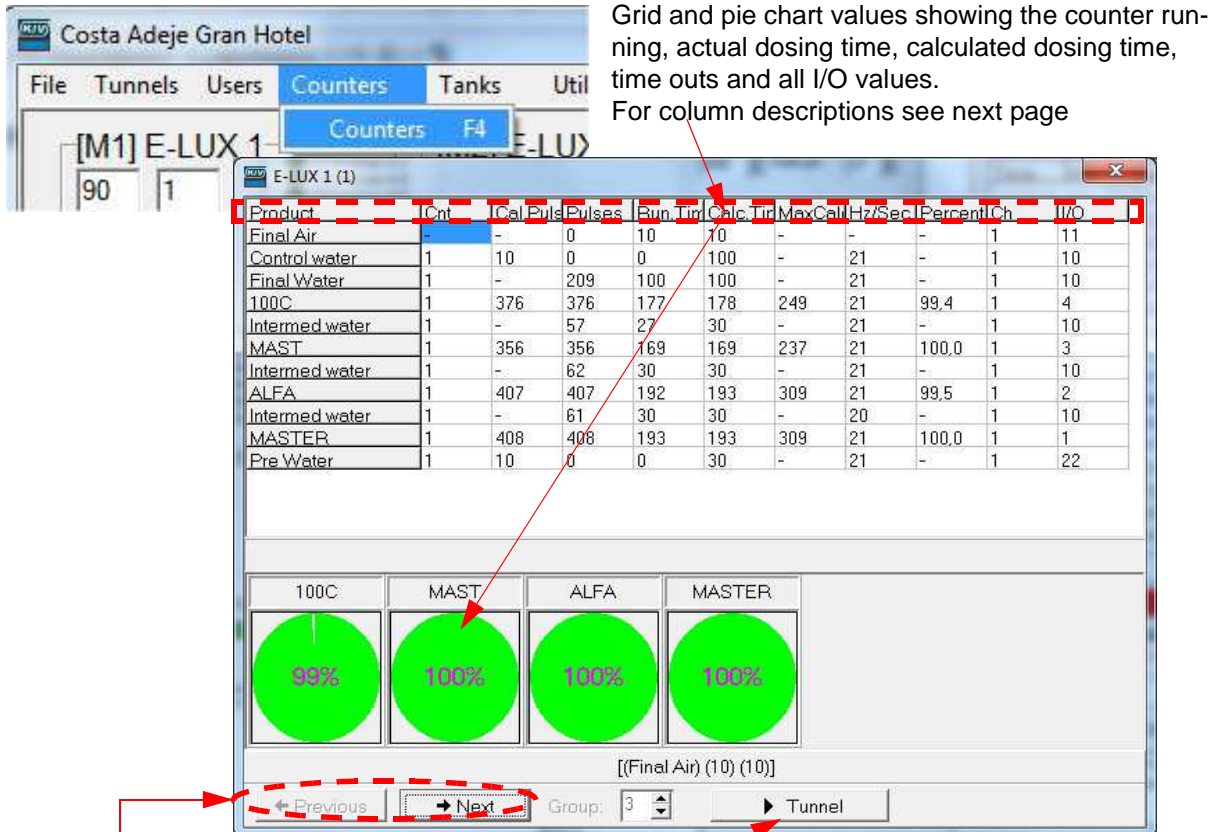 Costa Adeje Gran Hotel
Grid and pie chart values showing the counter run-
ning, actual dosing time, calculated dosing time,
time outs and all I/O values.
For column descriptions see next page
File Tunnels Users Counters Tanks Util
Counters F4
[M1] E-LUX 1
E-LUX
90 1
E-LUX 1 (1)
Product Cnt Cal.Puls Pulses Run.Tim Calc.Tir MaxCali Hz/Sec Percent Ch I/O
Final Air - - 0 10 10 - - - 1 11
Control water 1 10 0 0 100 - 21 - 1 10
Final Water 1 - 209 100 100 - 21 - 1 10
100C 1 376 376 177 178 249 21 99,4 1 4
Intermed water 1 - 57 27 30 - 21 - 1 10
MAST 1 356 356 169 169 237 21 100,0 1 3
Intermed water 1 - 62 30 30 - 21 - 1 10
ALFA 1 407 407 192 193 309 21 99,5 1 2
Intermed water 1 - 61 30 30 - 20 - 1 10
MASTER 1 408 408 193 193 309 21 100,0 1 1
Pre Water 1 10 0 0 30 - 21 - 1 22
100C MAST ALFA MASTER
99% 100% 100% 100%
[(Final Air) (10) (10)]
Previous Next Group: 3 Tunnel